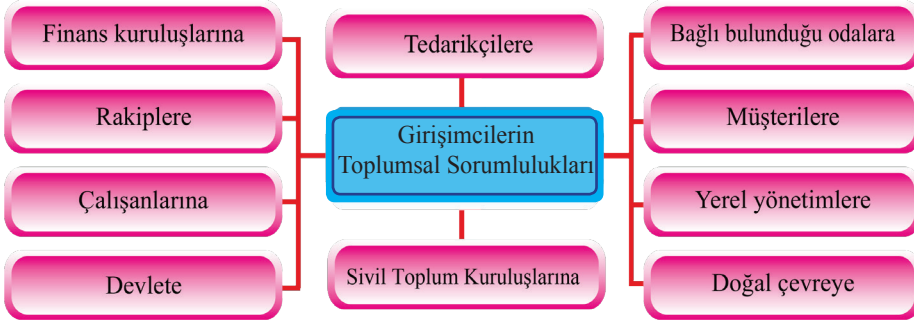 Finans kuruluşlarına
Rakiplere
Çalışanlarına
Devlete
Tedarikçilere
Girişimcilerin
Toplumsal Sorumlulukları
Sivil Toplum Kuruluşlarına
Bağlı bulunduğu odalara
Müşterilere
Yerel yönetimlere
Doğal çevreye